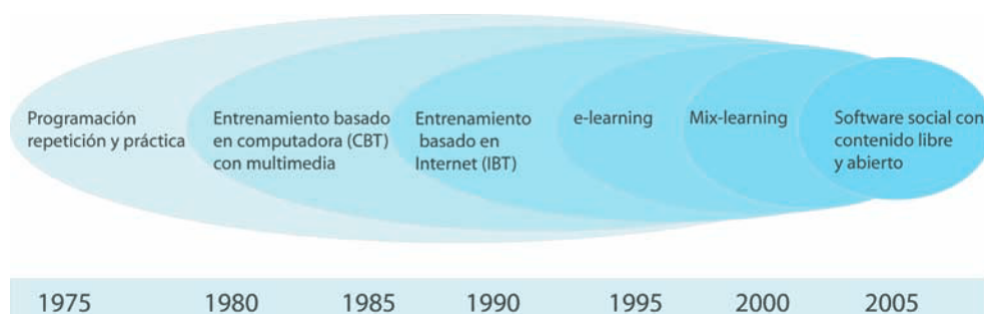 Programación
repetición y práctica
Entrenamiento basado
en computadora (CBT)
con multimedia
Entrenamiento
basado en
Internet (IBT)
e-learning
Mix-learning
Software social con
contenido libre
y abierto
1975
1980
1985
1990
1995
2000
2005